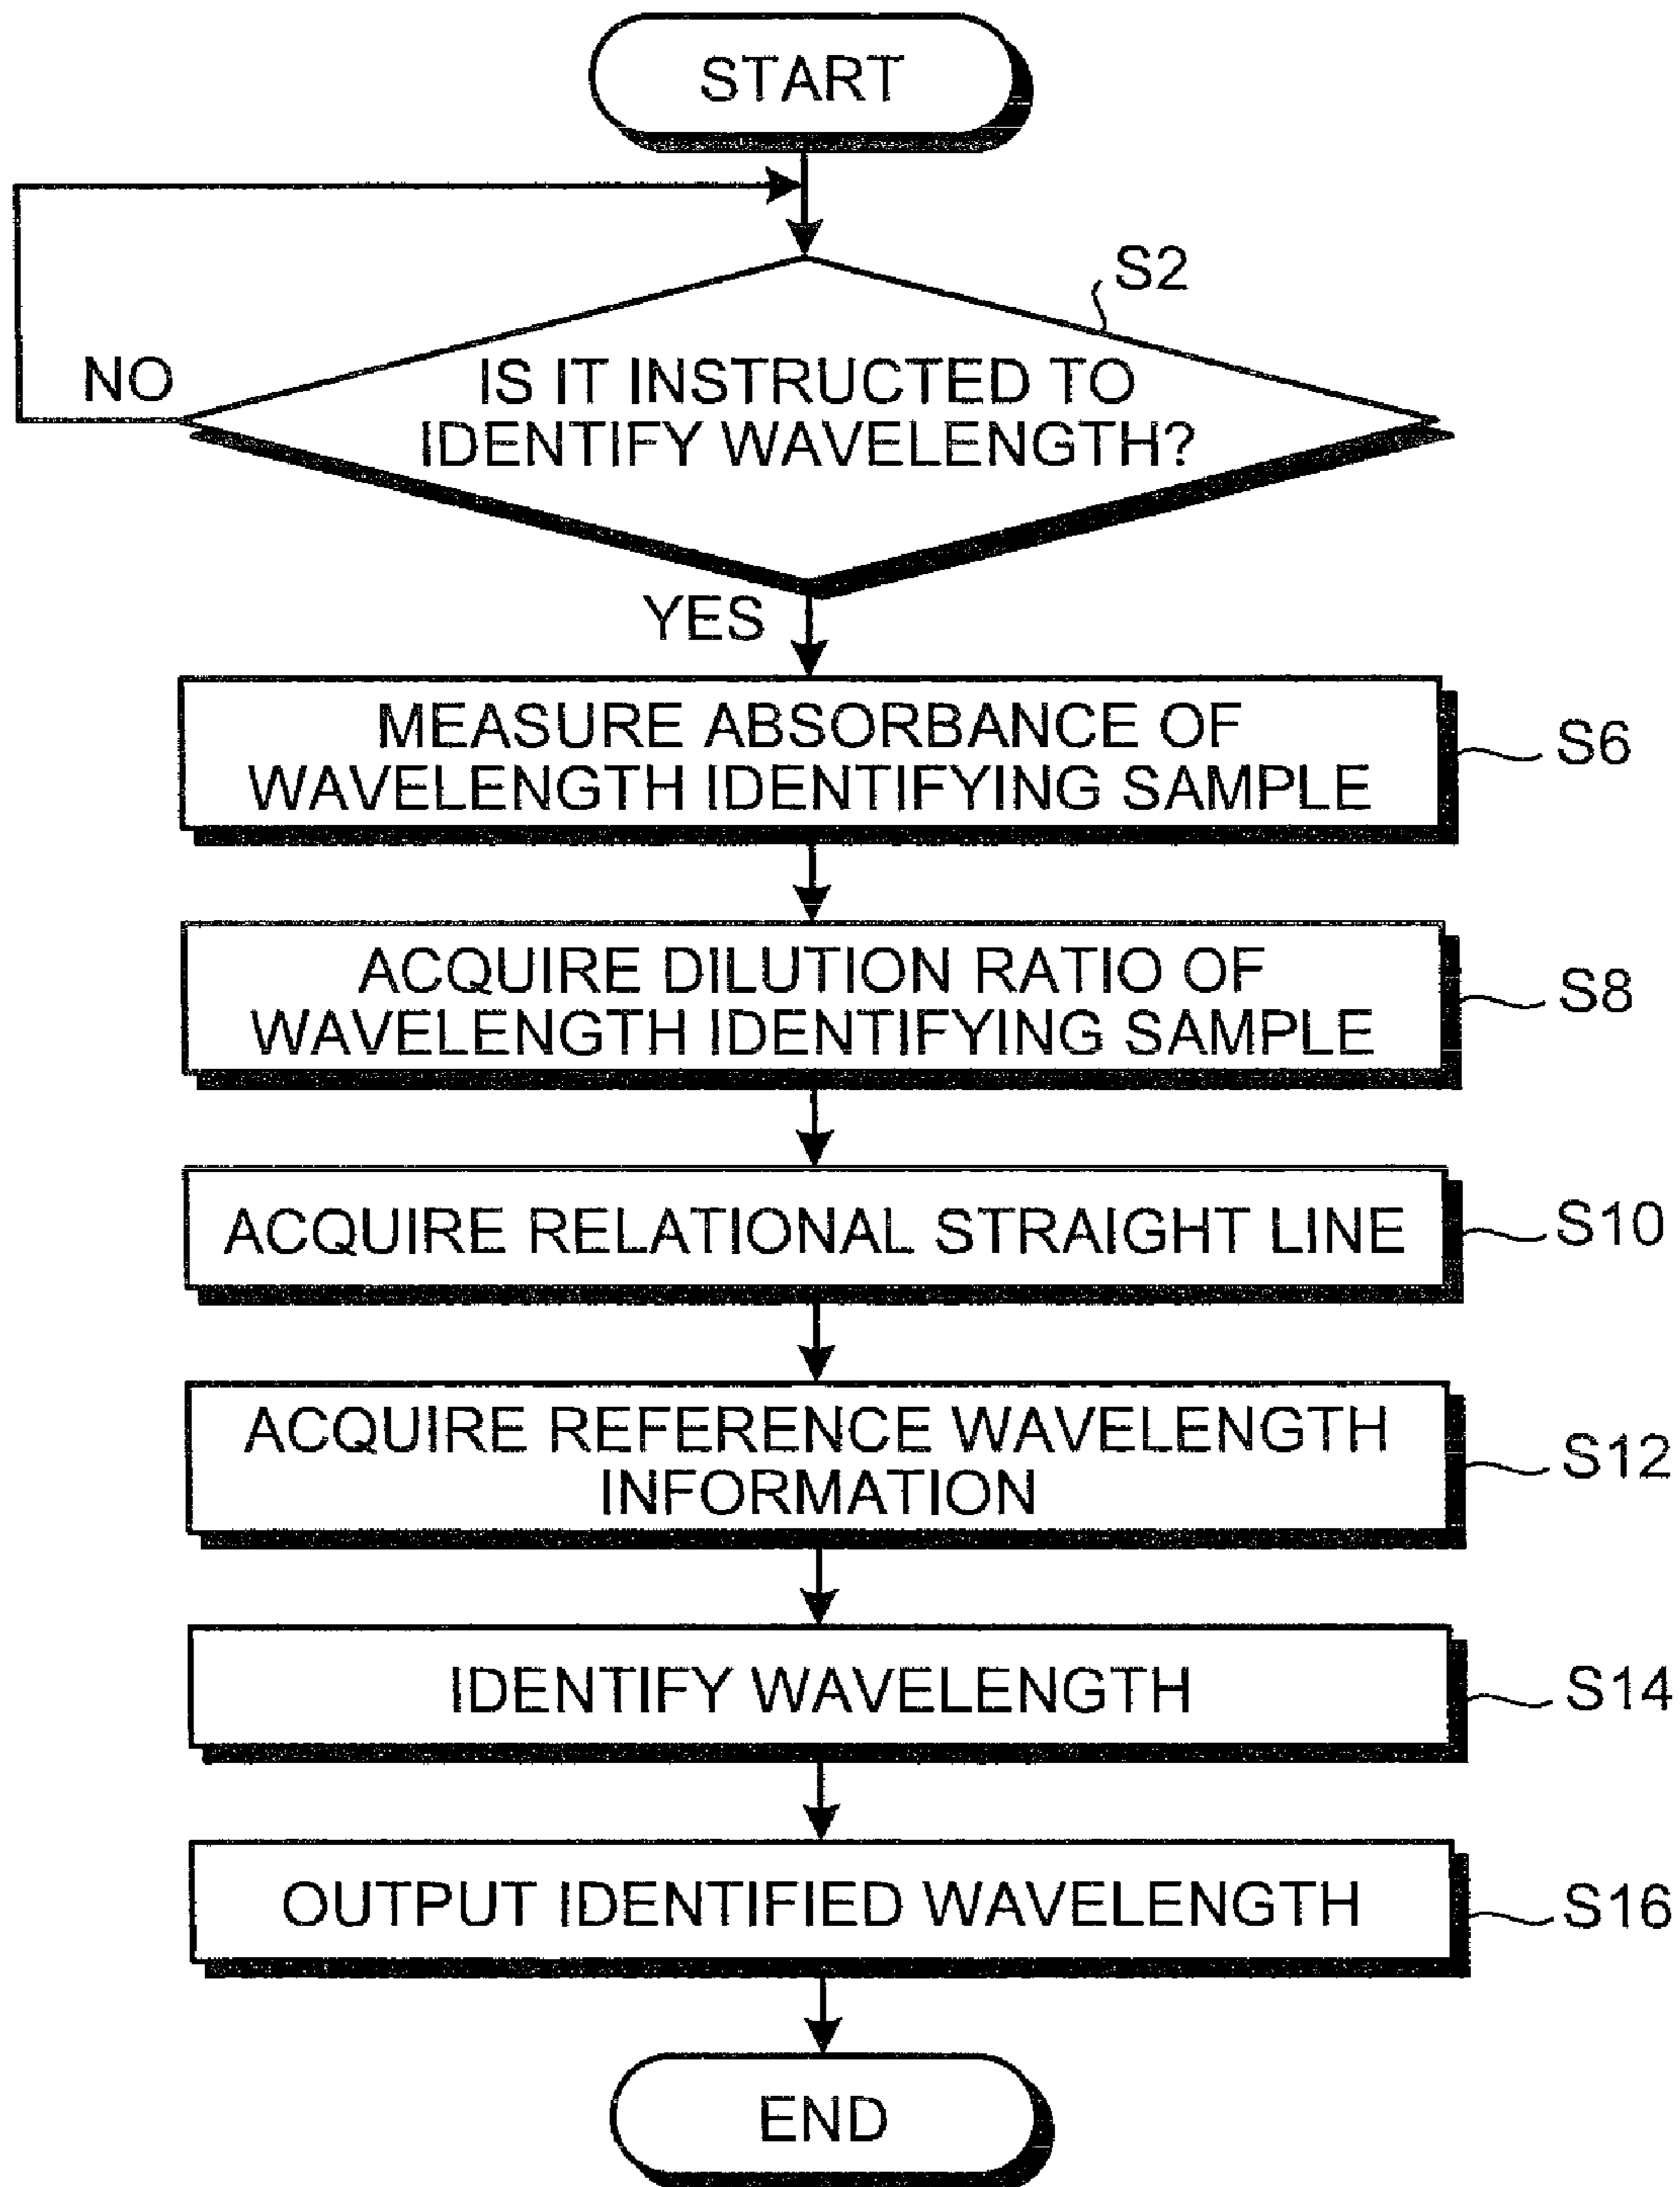 START
S2
NO
IS IT INSTRUCTED TO
IDENTIFY WAVELENGTH?
YES
MEASURE ABSORBANCE OF
WAVELENGTH IDENTIFYING SAMPLE
S6
ACQUIRE DILUTION RATIO OF
WAVELENGTH IDENTIFYING SAMPLE
S8
ACQUIRE RELATIONAL STRAIGHT LINE
S10
ACQUIRE REFERENCE WAVELENGTH
INFORMATION
S12
IDENTIFY WAVELENGTH
S14
OUTPUT IDENTIFIED WAVELENGTH
S16
END